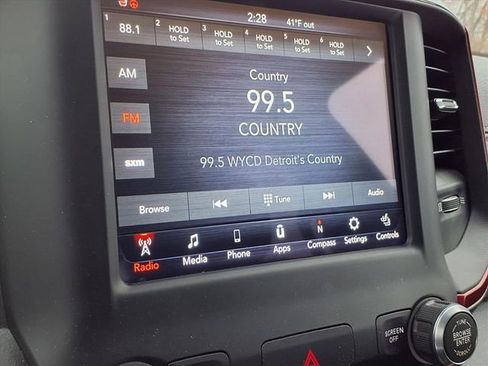 2:28 41°F out
1 88.1 2 HOLD to Set 3 HOLD to Set 4 HOLD to Set 5 HOLD to Set 6 HOLD to Set
AM
Country
99.5
FM
COUNTRY
sxm
99.5 WYCD Detroit's Country
Browse Tune Audio
Radio Media Phone Apps N Compass Settings Controls
SCREEN OFF
TUNE
BROWSE
ENTER
SCROLL